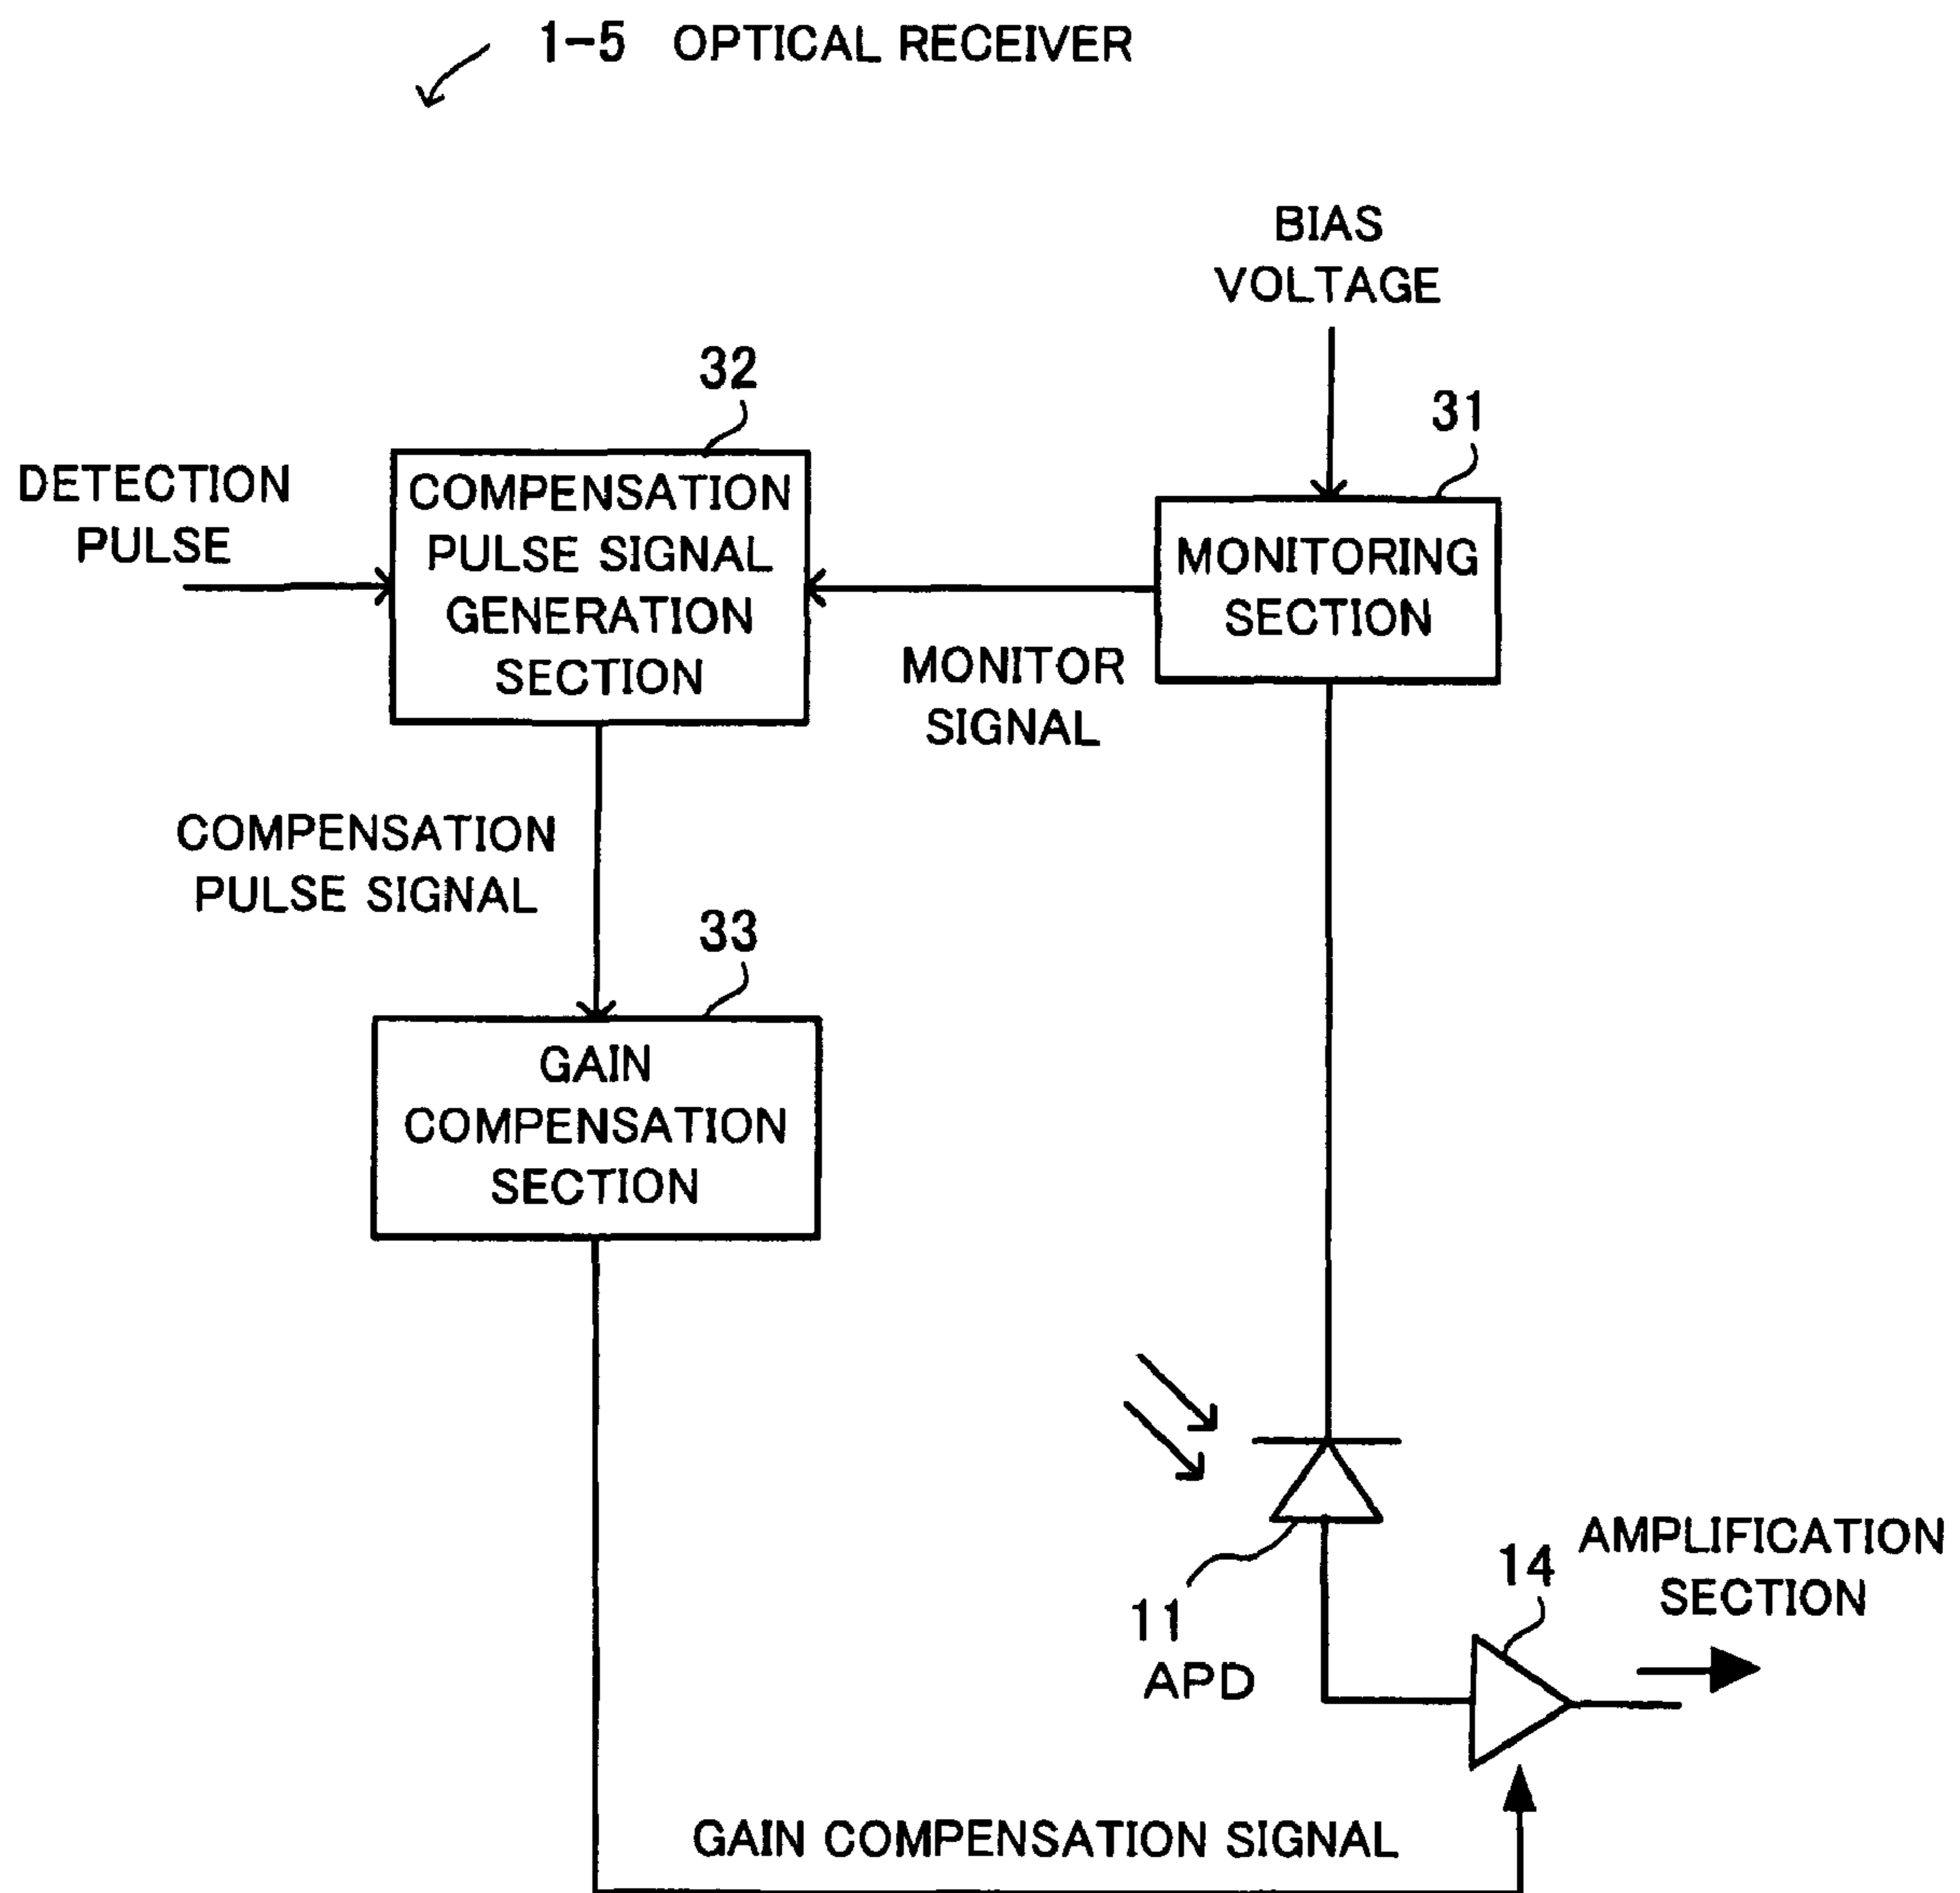 1-5 OPTICAL RECEIVER
BIAS
VOLTAGE
32
31
DETECTION
PULSE
COMPENSATION
PULSE SIGNAL
GENERATION
SECTION
MONITORING
SECTION
MONITOR
SIGNAL
COMPENSATION
PULSE SIGNAL
33
GAIN
COMPENSATION
SECTION
11
APD
14
AMPLIFICATION
SECTION
GAIN COMPENSATION SIGNAL